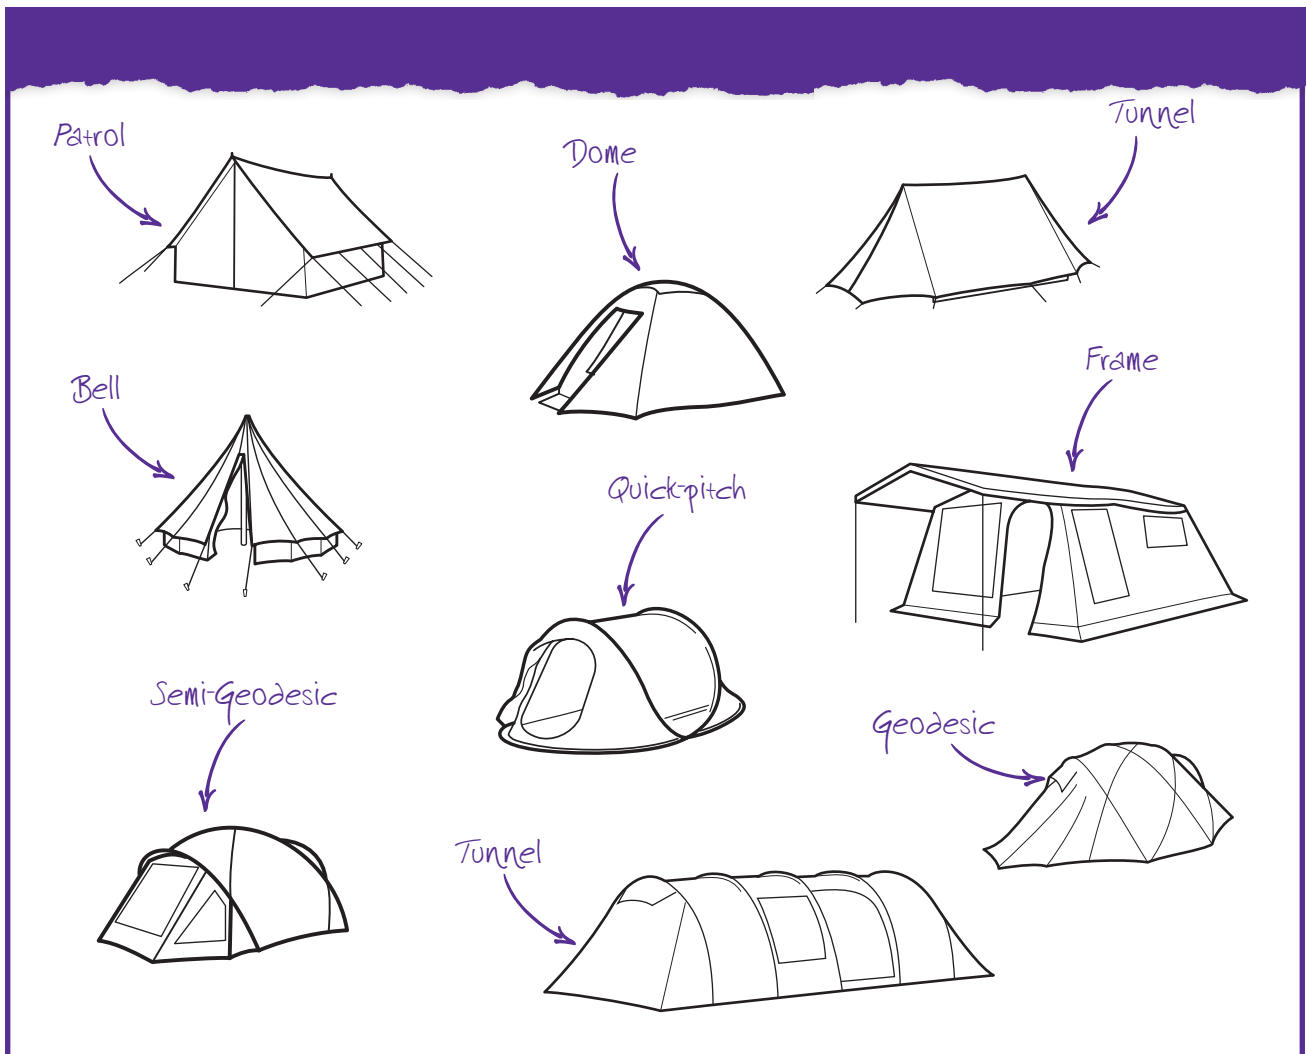 Patrol
Dome
Tunnel
Bell
Frame
Quick-pitch
Semi-Geodesic
Geodesic
Tunnel